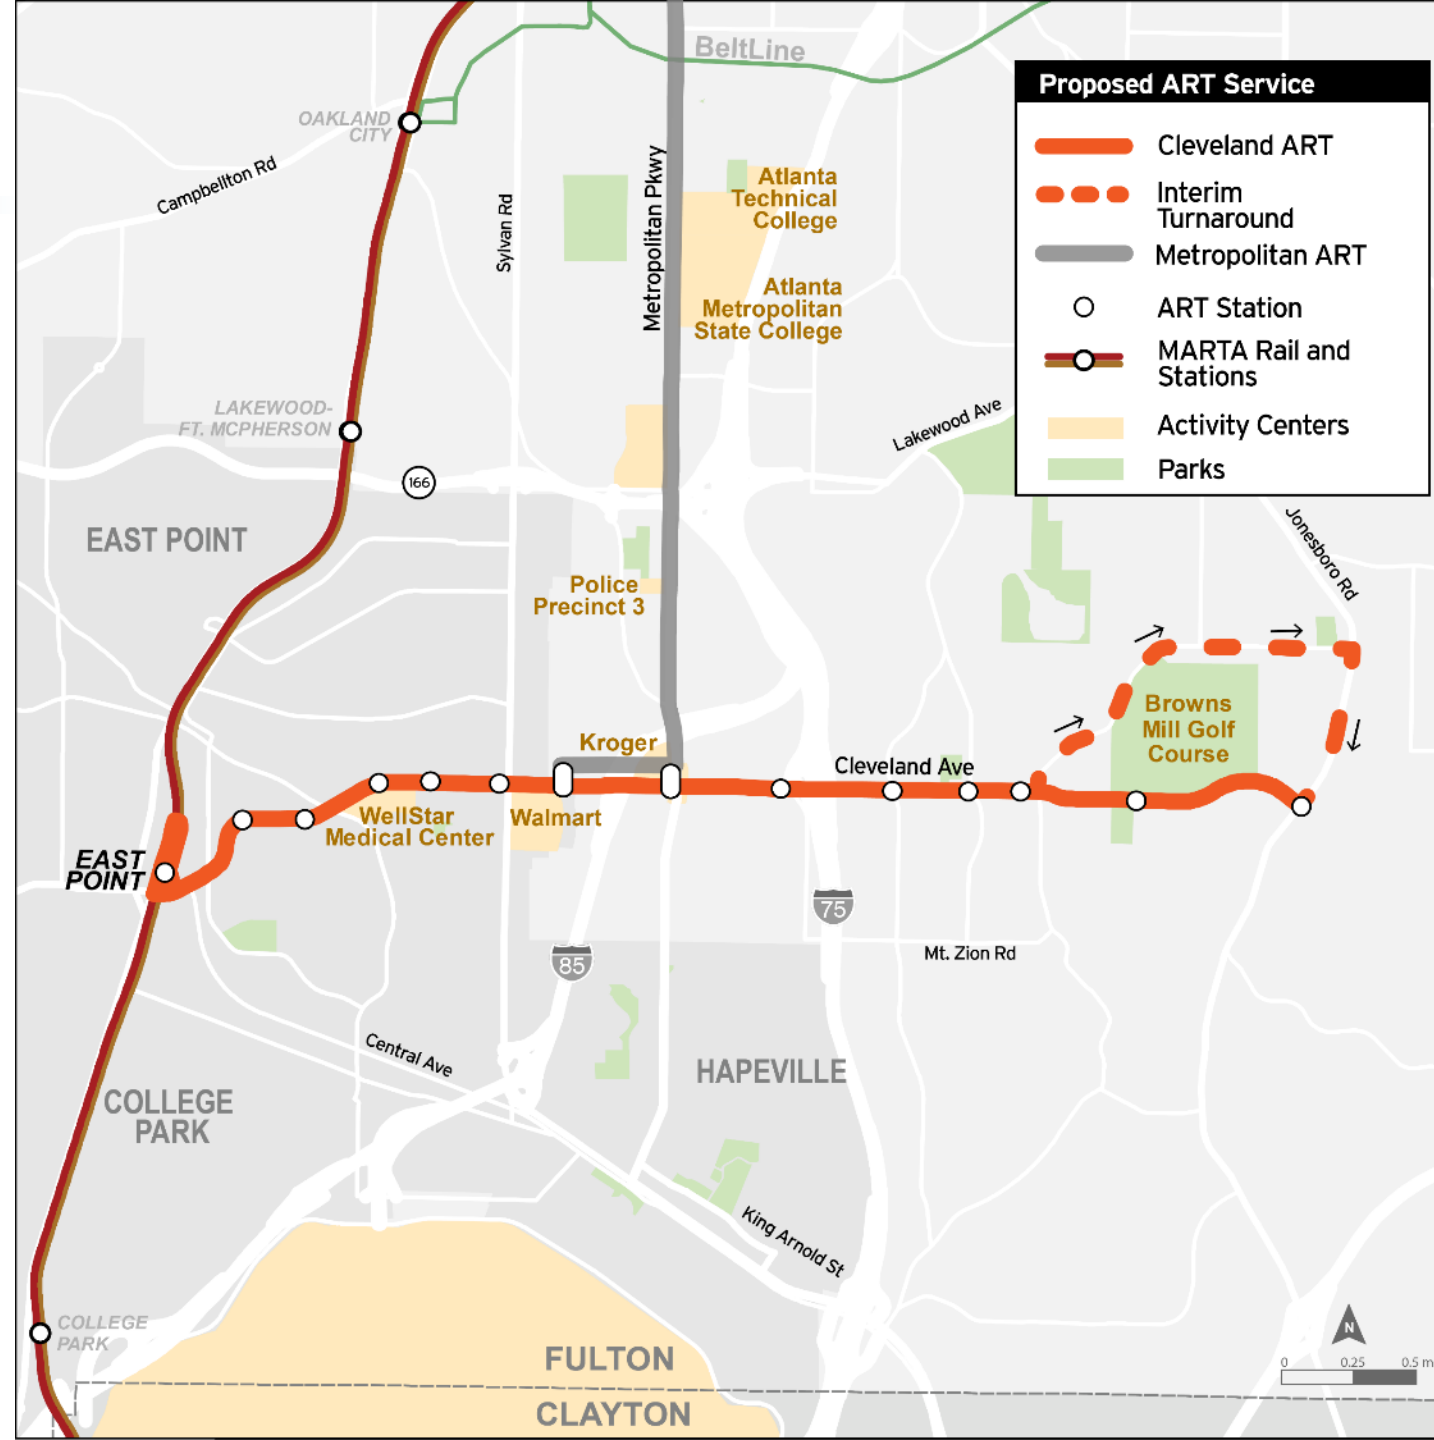 BeltLine
Proposed ART Service
Cleveland ART
Interim
Turnaround
Metropolitan ART
ART Station
MARTA Rail and
Stations
Activity Centers
Parks
OAKLAND
CITY
Campbellton Rd
Sylvan Rd
Metropolitan Pkwy
Atlanta
Technical
College
Atlanta
Metropolitan
State College
LAKEWOOD-
FT. MCPHERSON
Lakewood Ave
166
EAST POINT
Jonesboro Rd
Police
Precinct 3
Browns
Mill Golf
Course
Kroger
Cleveland Ave
WellStar
Medical Center
Walmart
EAST
POINT
75
85
Mt. Zion Rd
Central Ave
HAPEVILLE
COLLEGE
PARK
King Arnold St
COLLEGE
PARK
N
0 0.25 0.5 m
FULTON
CLAYTON